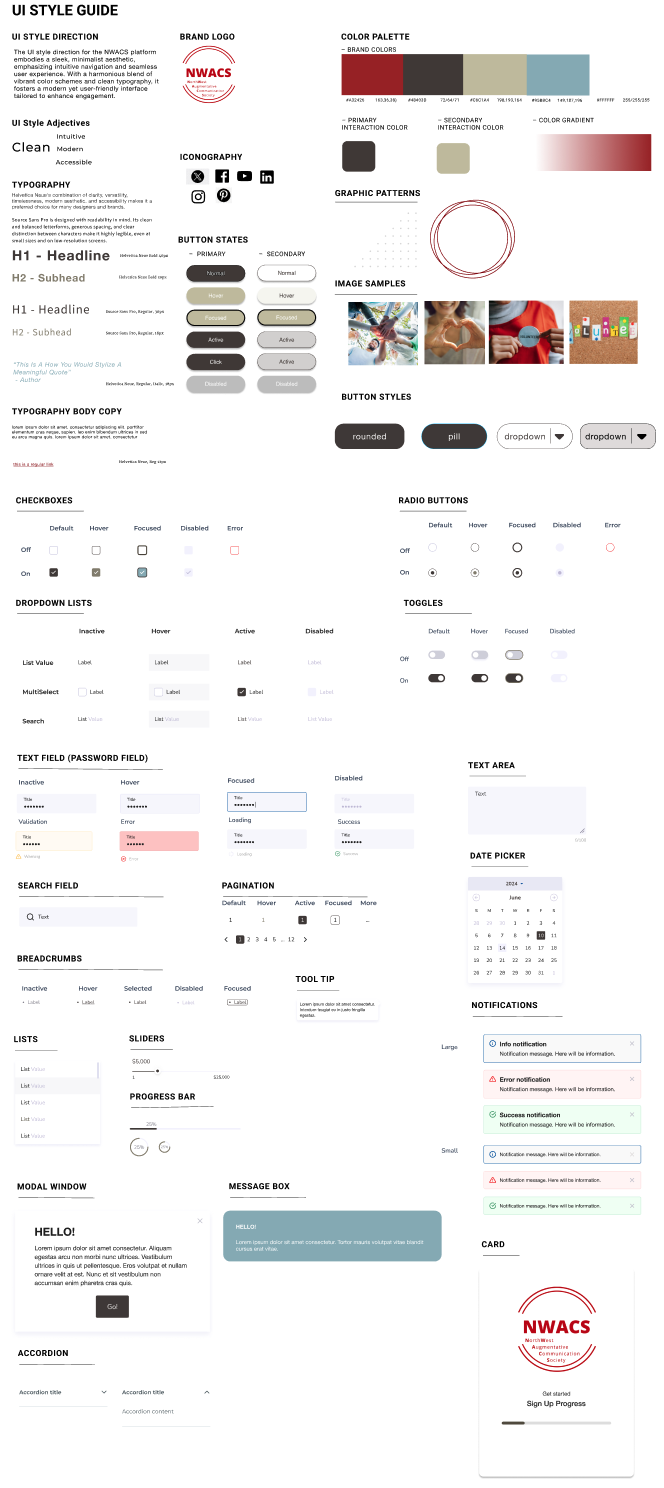 UI STYLE GUIDE
UI STYLE DIRECTION
The UI style direction for the NWACS platform
embodies a sleek, minimalist aesthetic,
emphasizing intuitive navigation and seamless
user experience. With a harmonious blend of
vibrant color schemes and clean typography, it
fosters a modern yet user-friendly interface
tailored to enhance engagement.
UI Style Adjectives
Intuitive
Clean Modern
Accessible
BRAND LOGO
NWACS
NorthWest
Augmentative
Communication
Society
COLOR PALETTE
– BRAND COLORS
72/64/71
149,187,196
#FFFFFF 255/255/255
– PRIMARY
INTERACTION COLOR
– SECONDARY
INTERACTION COLOR
– COLOR GRADIENT
ICONOGRAPHY
TYPOGRAPHY
Helvetica Neue's combination of clarity, versatility,
timelessness, modern aesthetic, and accessibility makes it a
preferred choice for many designers and brands.
Source Sans Pro is designed with readability in mind. Its clean
and balanced letterforms, generous spacing, and clear
distinction between characters make it highly legible, even at
small sizes and on low-resolution screens.
H1 - Headline
H2 - Subhead
H1 - Headline Source Sans Pro, Regular, 36px
H2 - Subhead Source Sans Pro, Regular, 18px
"This Is A How You Would Stylize A
Meaningful Quote"
- Author
Helvetica Neue, Regular, Italic, 18px
TYPOGRAPHY BODY COPY
lorem ipsum dolor sit amet, consectetur adipiscing elit. porttitor
elementum cras neque, sapien, leo enim bibendum ultrices in sed
eu arcu magna quis. lorem ipsum dolor sit amet, consectetur
this is a regular link
Helvetica Neue, Reg 12px
BUTTON STATES
– PRIMARY – SECONDARY
Normal Normal
Hover Hover
Focused Focused
Active Active
Click Active
Disabled Disabled
GRAPHIC PATTERNS
IMAGE SAMPLES
BUTTON STYLES
rounded pill dropdown dropdown
CHECKBOXES
Default Hover Focused Disabled Error
Off
On
RADIO BUTTONS
Default Hover Focused Disabled Error
Off
On
DROPDOWN LISTS
Inactive Hover Active Disabled
List Value Label Label Label Label
MultiSelect Label Label Label Label
Search List Value List Value List Value List Value
TOGGLES
Default Hover Focused Disabled
Off
On
TEXT FIELD (PASSWORD FIELD)
Inactive Hover Focused Disabled
Title Title Title Title
Validation Error Loading Success
Title Title Title Title
Warning Error Loading Success
TEXT AREA
Text
DATE PICKER
2024
June
S M T W T F S
28 29 30 1 2 3 4
5 6 7 8 9 10 11
12 13 14 15 16 17 18
19 20 21 22 23 24 25
26 27 28 29 30 31 1
SEARCH FIELD
Text
PAGINATION
Default Hover Active Focused More
1 1 1 1 ...
1 2 3 4 5 ... 12
BREADCRUMBS
Inactive Hover Selected Disabled Focused
• Label • Label • Label • Label • Label
TOOL TIP
Lorem ipsum dolor sit amet consectetur.
Interdum feugiat eu in justo fringilla
egestas.
LISTS
List Value
List Value
List Value
List Value
List Value
SLIDERS
$5,000
1 $25,000
PROGRESS BAR
25%
75%
NOTIFICATIONS
Large
Info notification
Notification message. Here will be information.
Error notification
Notification message. Here will be information.
Success notification
Notification message. Here will be information.
Small
Notification message. Here will be information.
Notification message. Here will be information.
Notification message. Here will be information.
MODAL WINDOW
HELLO!
Lorem ipsum dolor sit amet consectetur. Aliquam
egestas arcu non morbi nunc ultrices. Vestibulum
ultrices in quis ut pellentesque. Eros volutpat et nullam
ornare velit at est. Nunc et sit vestibulum non
accumsan enim pharetra cras quis.
Go!
MESSAGE BOX
HELLO!
Lorem ipsum dolor sit amet consectetur. Tortor mauris volutpat vitae blandit
cursus erat vitae.
ACCORDION
Accordion title
Accordion title
Accordion content
CARD
NWACS
NorthWest
Augmentative
Communication
Society
Get started
Sign Up Progress